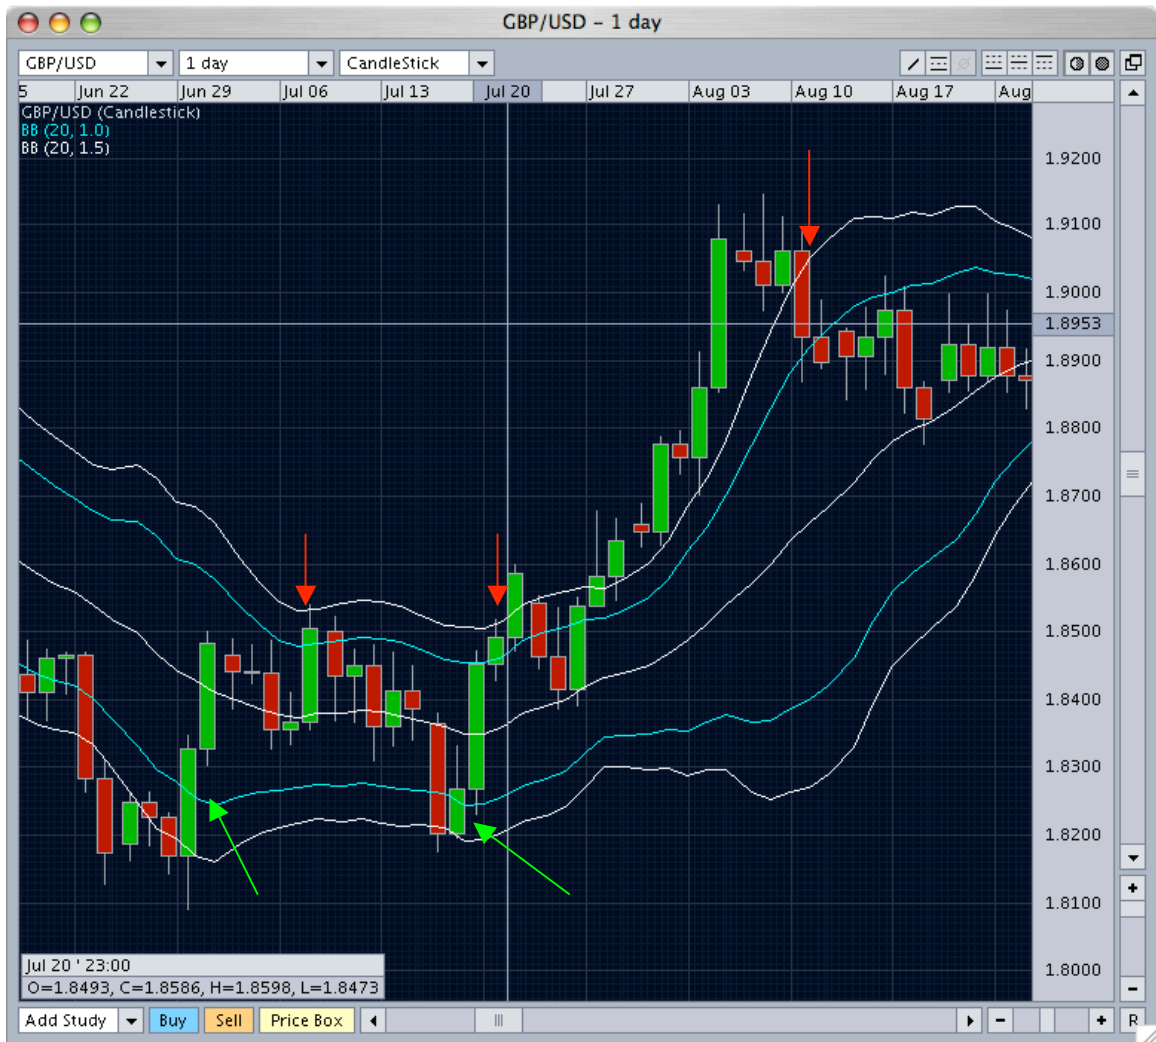 GBP/USD - 1 day
GBP/USD 1 day CandleStick
5 Jun 22 Jun 29 Jul 06 Jul 13 Jul 20 Jul 27 Aug 03 Aug 10 Aug 17 Aug
GBP/USD (Candlestick)
BB (20, 1.0)
BB (20, 1.5)
1.9200
1.9100
1.9000
1.8953
1.8900
1.8800
1.8700
1.8600
1.8500
1.8400
1.8300
1.8200
1.8100
1.8000
Jul 20 ' 23:00
O=1.8493, C=1.8586, H=1.8598, L=1.8473
Add Study Buy Sell Price Box R